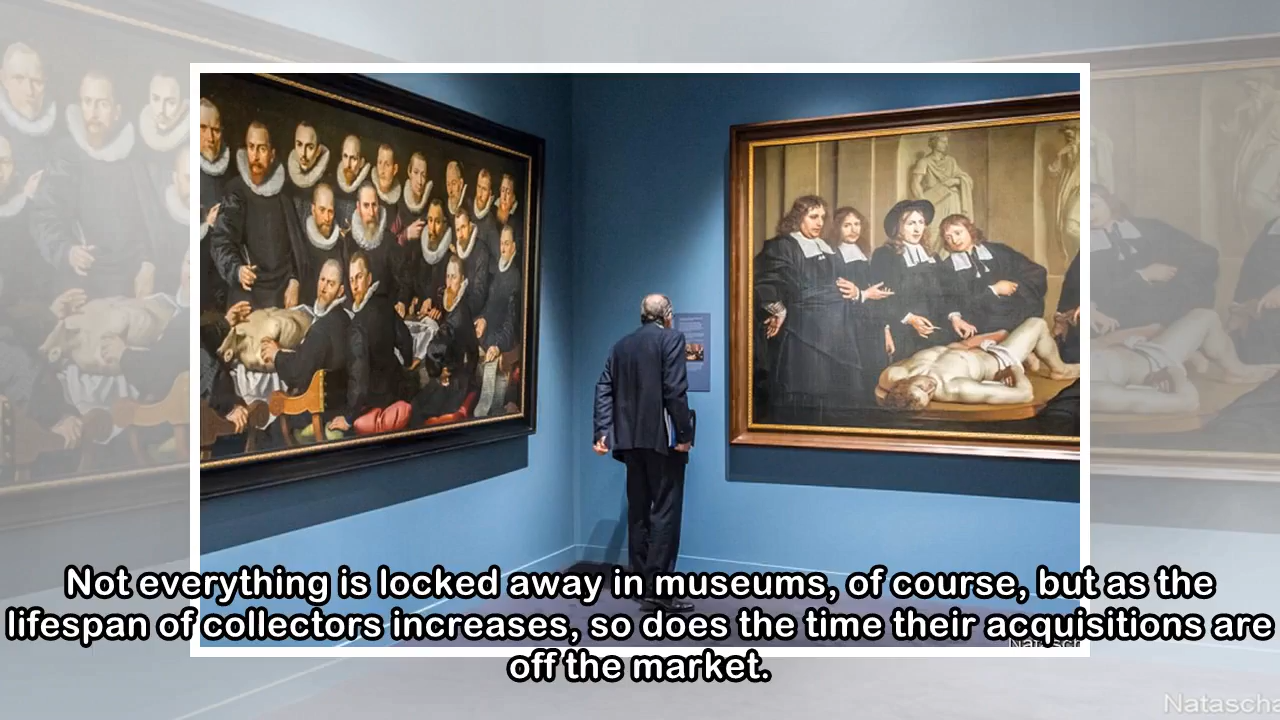 Not everything is locked away in museums, of course, but as the
lifespan of collectors increases, so does the time their acquisitions are
off the market.
Natascha